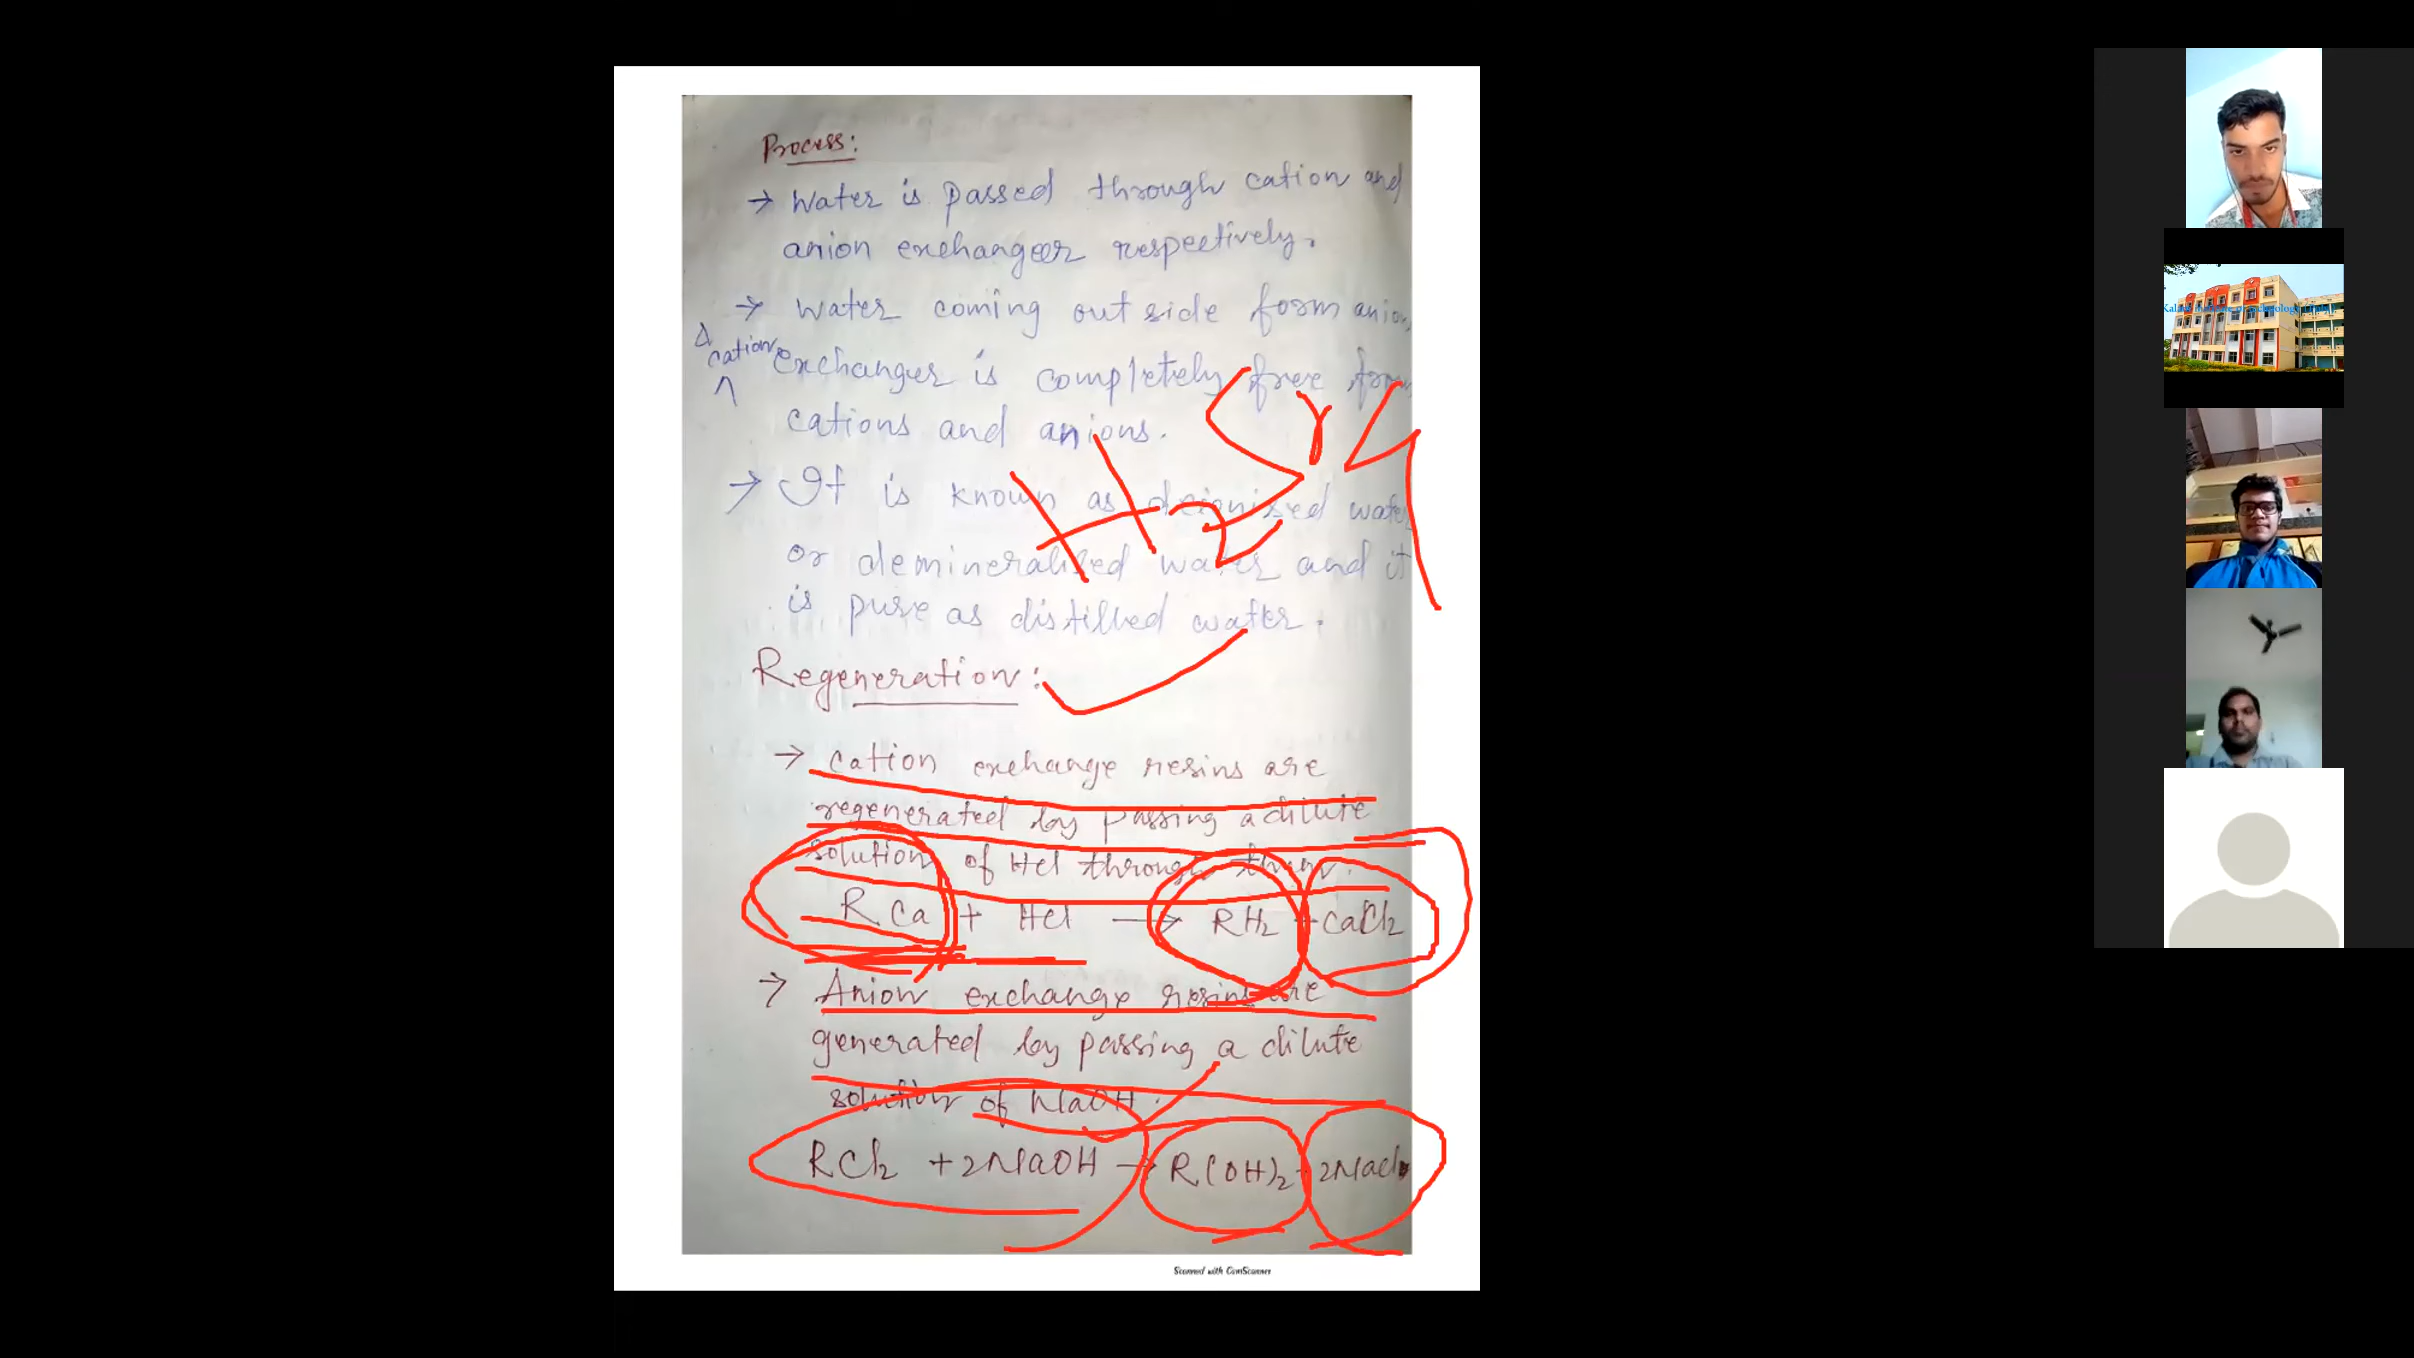 Process:
→ Water is passed through cation and
anion exchangeer respectively.
→ Water coming out side form anion
& cation
exchanger is completely free from
cations and anions.
→ It is known as deionised water
or demineralised water and it
is pure as distilled water.
Regeneration:
→ Cation exchange resins are
regenerated by passing a dilute
solution of Hcl through them.
R Ca + Hcl → RH₂ + CaCl₂
→ Anion exchange resins are
generated by passing a dilute
solution of NaOH.
RCl₂ + 2NaOH → R(OH)₂ + 2Nacl
Scanned with CamScanner